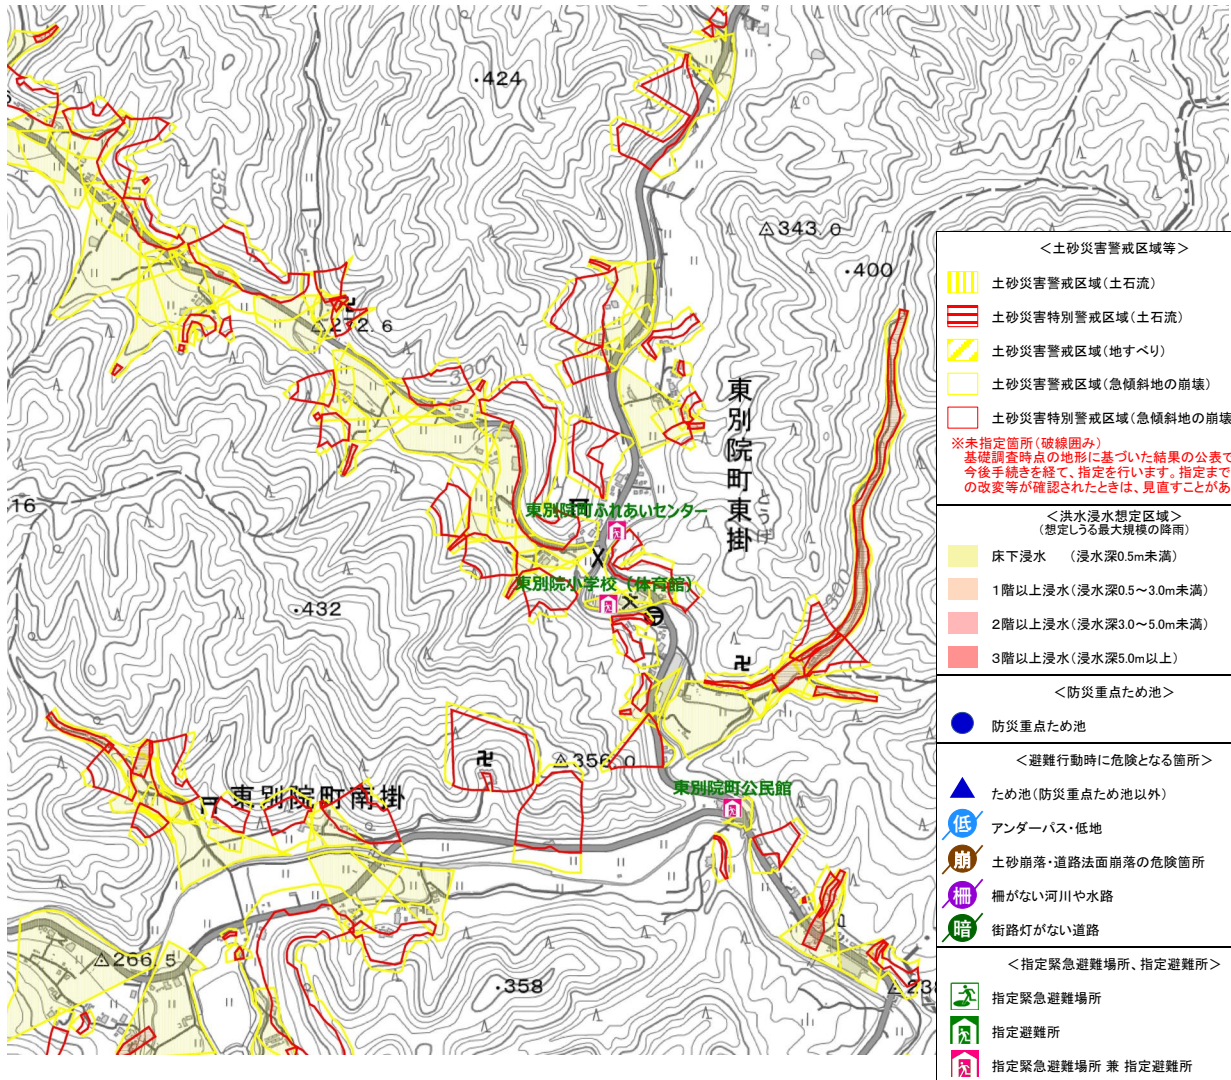 ・424
350
△343.0
・400
△272.6
300
東別院町東掛
とうげ
東別院町ふれあいセンター
東別院小学校（体育館）
・432
300
16
△356.0
東別院町公民館
東別院町南掛
△266.5
・358
△238
＜土砂災害警戒区域等＞
土砂災害警戒区域（土石流）
土砂災害特別警戒区域（土石流）
土砂災害警戒区域（地すべり）
土砂災害警戒区域（急傾斜地の崩壊）
土砂災害特別警戒区域（急傾斜地の崩壊
※未指定箇所（破線囲み）
基礎調査時点の地形に基づいた結果の公表で
今後手続きを経て、指定を行います。指定まで
の改変等が確認されたときは、見直すことがあ
＜洪水浸水想定区域＞
（想定しうる最大規模の降雨）
床下浸水　（浸水深0.5m未満）
1階以上浸水（浸水深0.5～3.0m未満）
2階以上浸水（浸水深3.0～5.0m未満）
3階以上浸水（浸水深5.0m以上）
＜防災重点ため池＞
防災重点ため池
＜避難行動時に危険となる箇所＞
ため池（防災重点ため池以外）
低 アンダーパス・低地
崩 土砂崩落・道路法面崩落の危険箇所
柵 柵がない河川や水路
暗 街路灯がない道路
＜指定緊急避難場所、指定避難所＞
指定緊急避難場所
指定避難所
指定緊急避難場所 兼 指定避難所